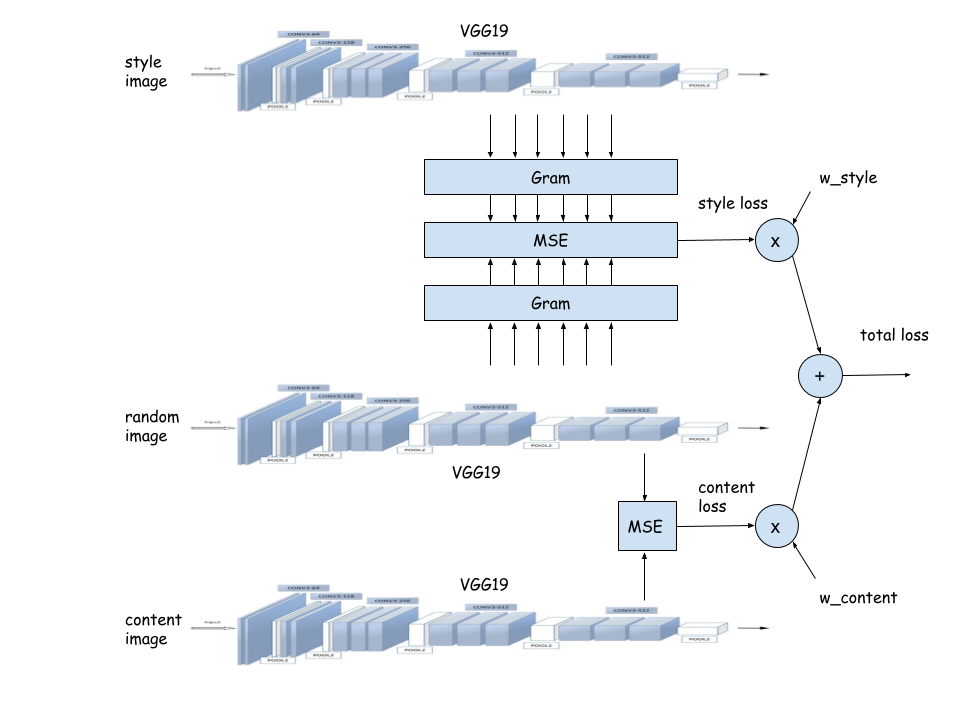 VGG19
CONV3-64
CONV3-128
CONV3-256
CONV3-512
CONV3-512
style
image
Input
POOL2
POOL2
POOL2
POOL2
POOL2
Gram
w_style
style loss
MSE
x
Gram
total loss
+
CONV3-64
CONV3-128
CONV3-256
CONV3-512
CONV3-512
random
image
Input
POOL2
POOL2
POOL2
POOL2
POOL2
VGG19
content
loss
MSE
x
VGG19
CONV3-64
CONV3-128
CONV3-256
CONV3-512
CONV3-512
w_content
content
image
Input
POOL2
POOL2
POOL2
POOL2
POOL2